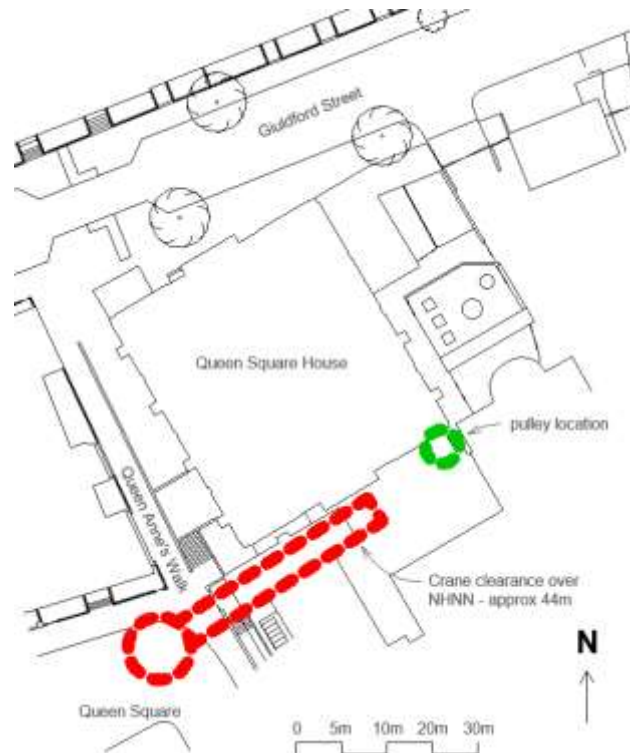 Giuldford Street
Queen Square House
pulley location
Queen Anne's Walk
Crane clearance over
NHNN - approx 44m
N
Queen Square
0 5m 10m 20m 30m